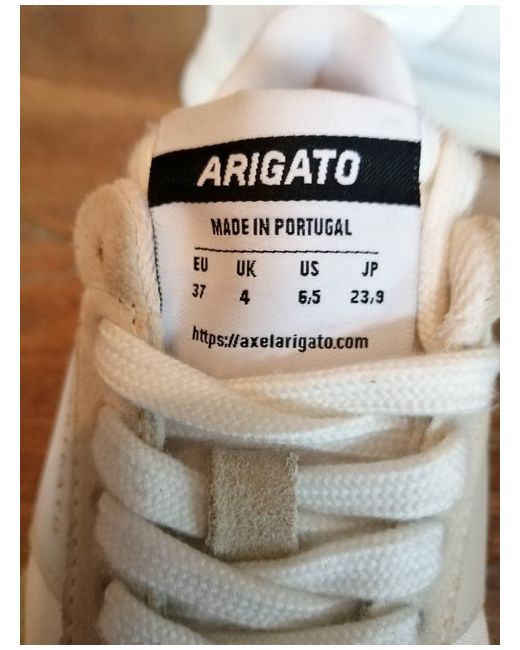 ARIGATO
MADE IN PORTUGAL
EU UK US JP
37 4 6,5 23,9
https://axelarigato.com